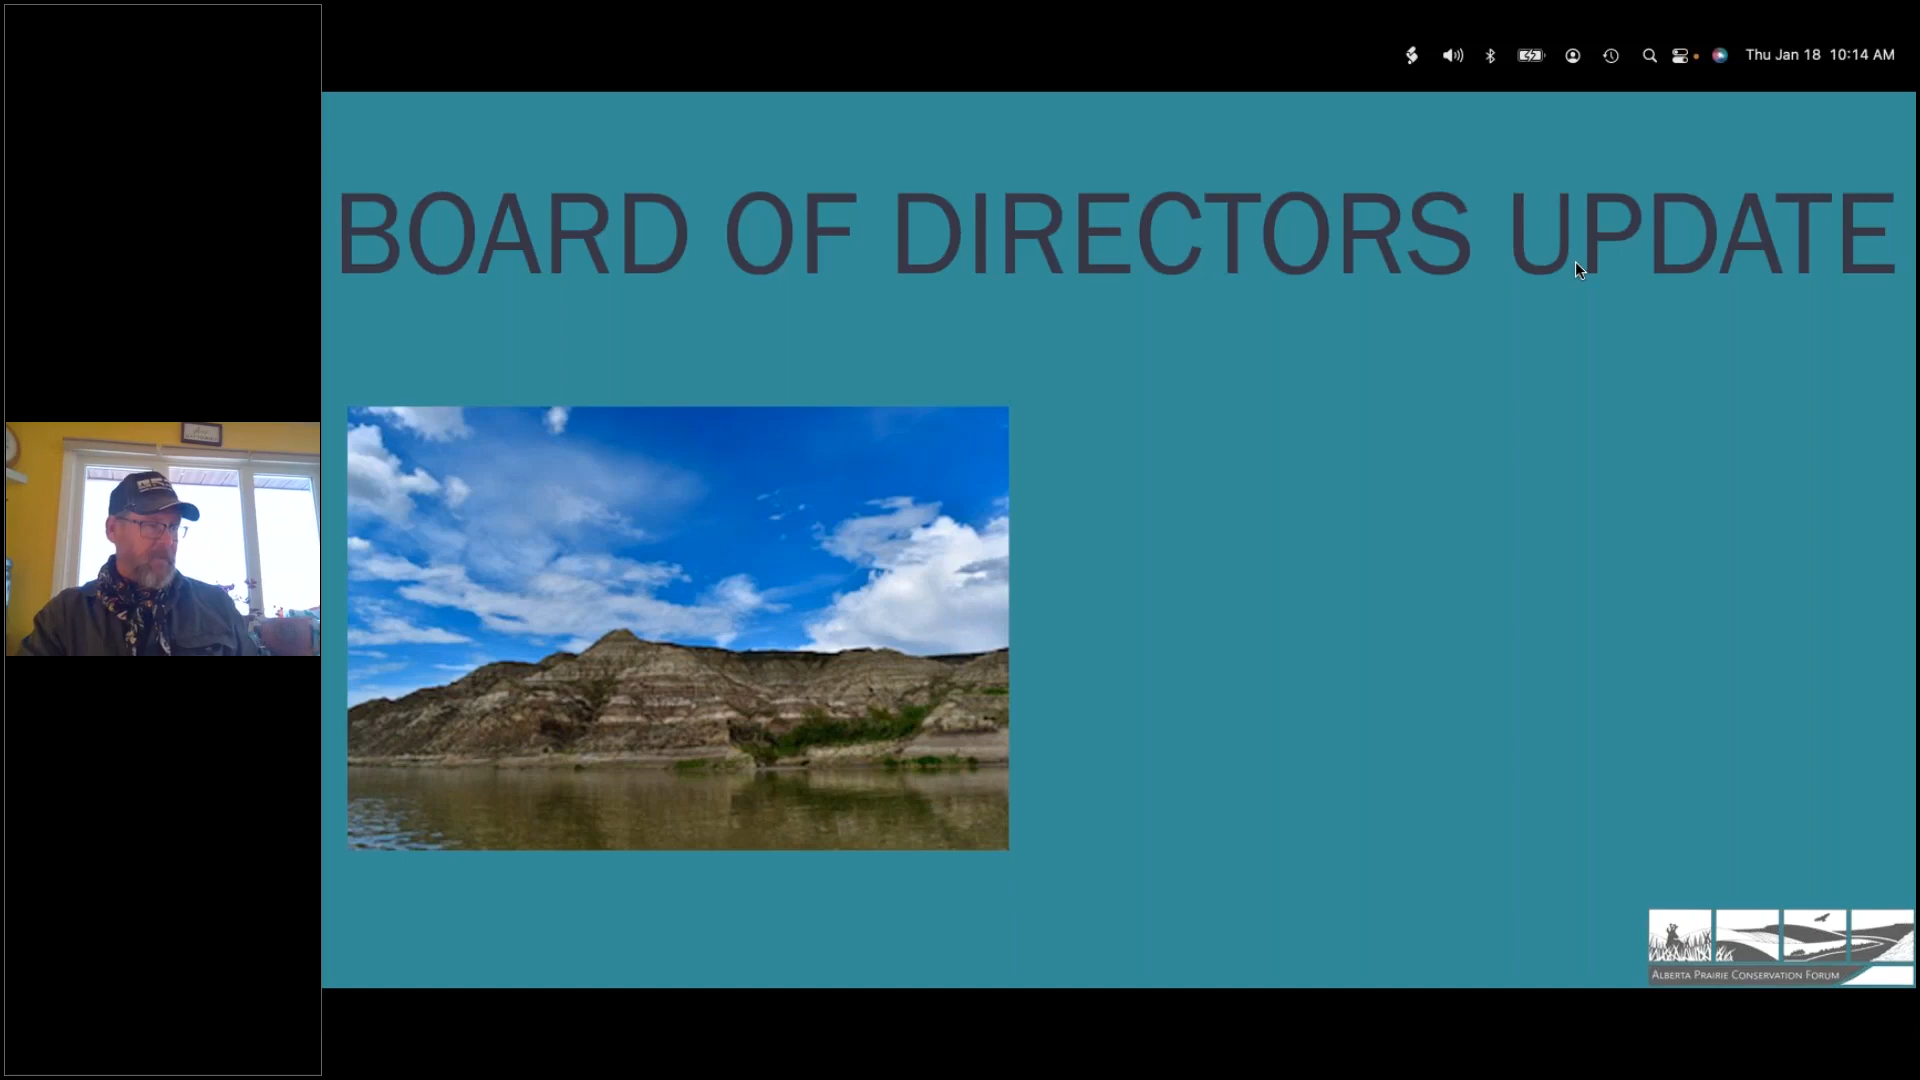 Thu Jan 18 10:14 AM
BOARD OF DIRECTORS UPDATE
ALBERTA PRAIRIE CONSERVATION FORUM